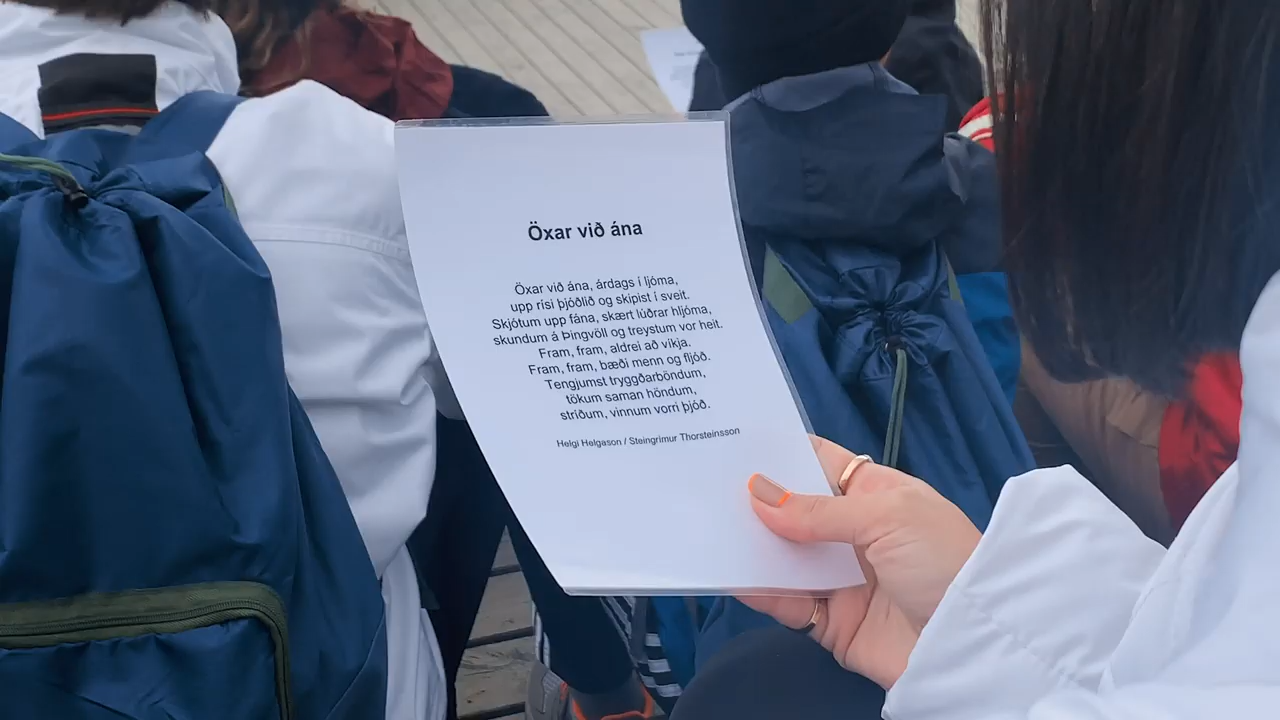 Öxar við ána
Öxar við ána, árdags í ljóma,
upp rísi þjóðlið og skipist í sveit.
Skjótum upp fána, skært lúðrar hljóma,
skundum á Þingvöll og treystum vor heit.
Fram, fram, aldrei að víkja.
Fram, fram, bæði menn og fljóð.
Tengjumst tryggðarböndum,
tökum saman höndum,
stríðum, vinnum vorri þjóð.
Helgi Helgason / Steingrímur Thorsteinsson